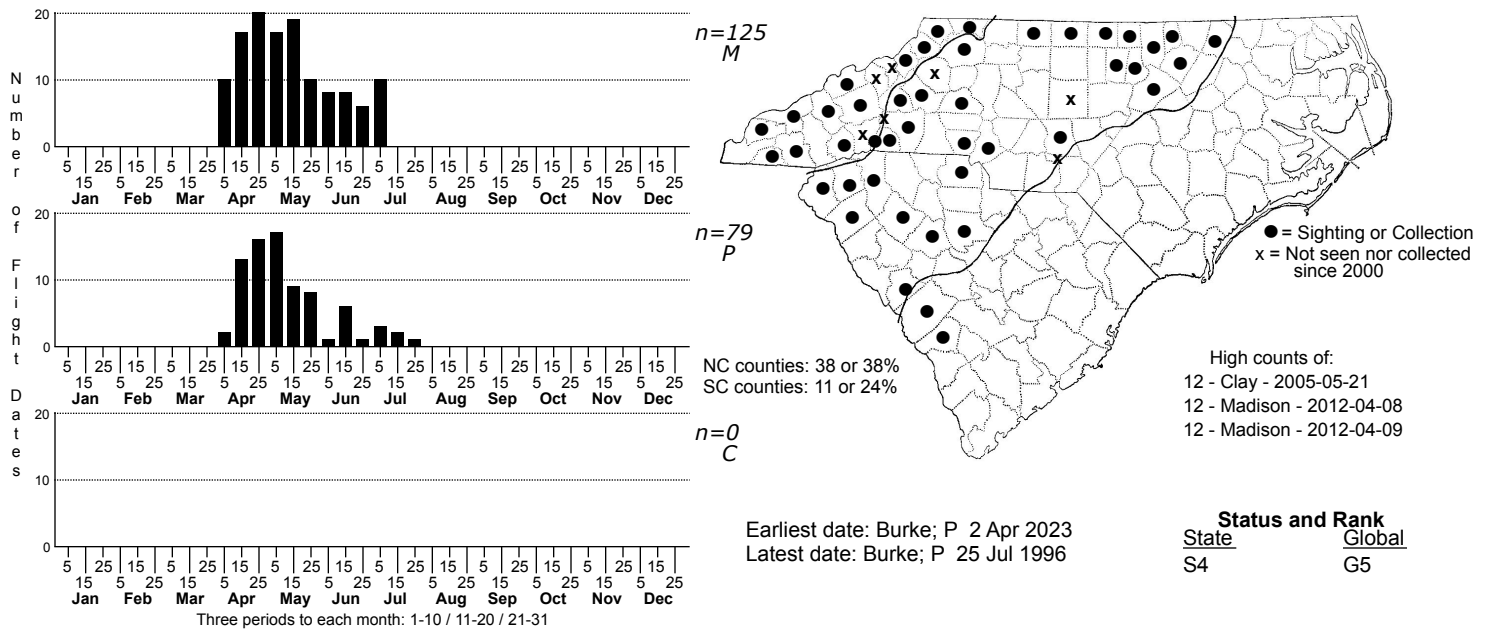 Number of Flight Dates
20
10
0
5 25 15 5 25 15 5 25 15 5 25 15 5 25 15 5 25 15
15 5 25 15 5 25 15 5 25 15 5 25 15 5 25 15 5 25
Jan Feb Mar Apr May Jun Jul Aug Sep Oct Nov Dec
n=125
M
20
10
0
5 25 15 5 25 15 5 25 15 5 25 15 5 25 15 5 25 15
15 5 25 15 5 25 15 5 25 15 5 25 15 5 25 15 5 25
Jan Feb Mar Apr May Jun Jul Aug Sep Oct Nov Dec
n=79
P
20
10
0
5 25 15 5 25 15 5 25 15 5 25 15 5 25 15 5 25 15
15 5 25 15 5 25 15 5 25 15 5 25 15 5 25 15 5 25
Jan Feb Mar Apr May Jun Jul Aug Sep Oct Nov Dec
n=0
C
Three periods to each month: 1-10 / 11-20 / 21-31
● = Sighting or Collection
x = Not seen nor collected
since 2000
NC counties: 38 or 38%
SC counties: 11 or 24%
High counts of:
12 - Clay - 2005-05-21
12 - Madison - 2012-04-08
12 - Madison - 2012-04-09
Earliest date: Burke; P 2 Apr 2023
Latest date: Burke; P 25 Jul 1996
Status and Rank
State Global
S4 G5